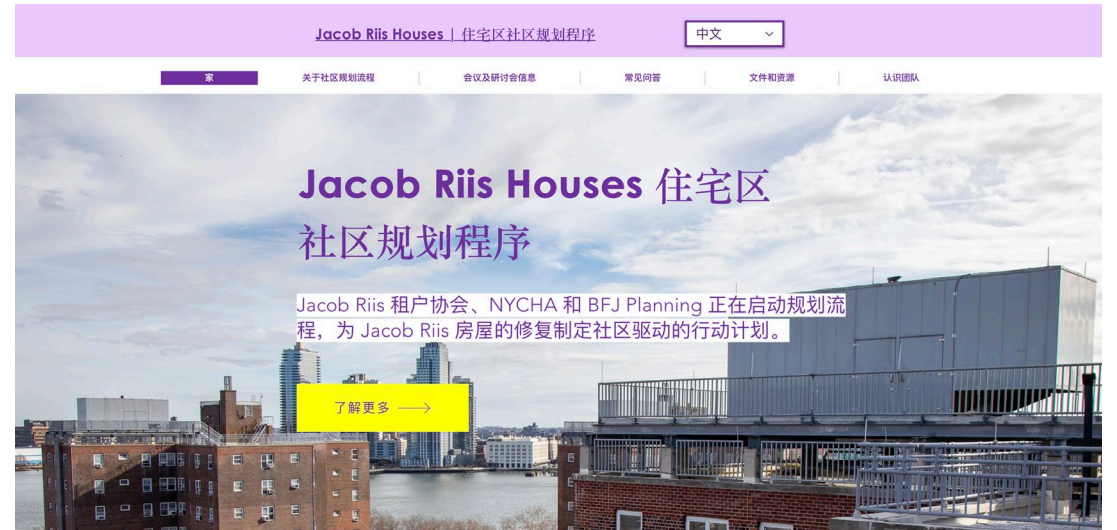 Jacob Riis Houses | 住宅区社区规划程序
中文
家
关于社区规划流程
会议及研讨会信息
常见问答
文件和资源
认识团队
Jacob Riis Houses 住宅区
社区规划程序
Jacob Riis 租户协会、NYCHA 和 BFJ Planning 正在启动规划流
程，为 Jacob Riis 房屋的修复制定社区驱动的行动计划。
了解更多